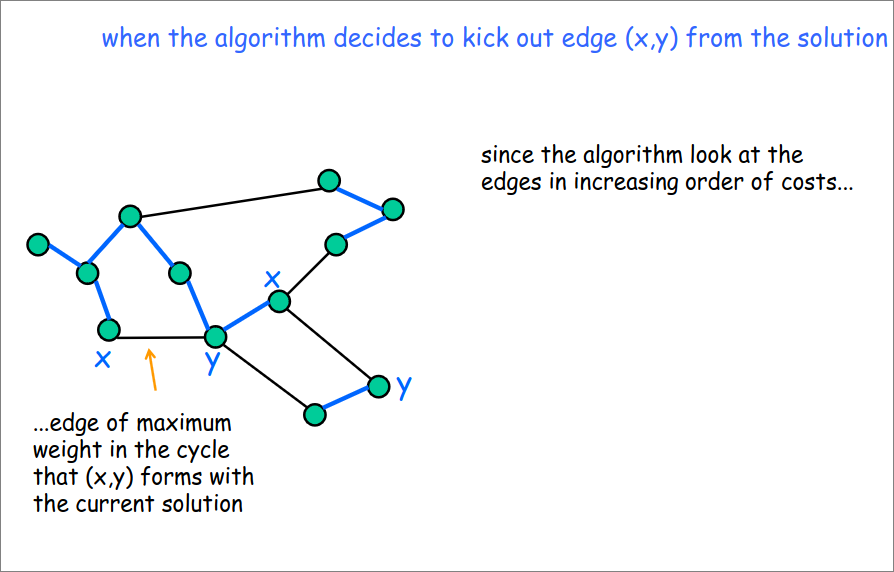 when the algorithm decides to kick out edge (x,y) from the solution
since the algorithm look at the
edges in increasing order of costs...
x
x
y
y
...edge of maximum
weight in the cycle
that (x,y) forms with
the current solution